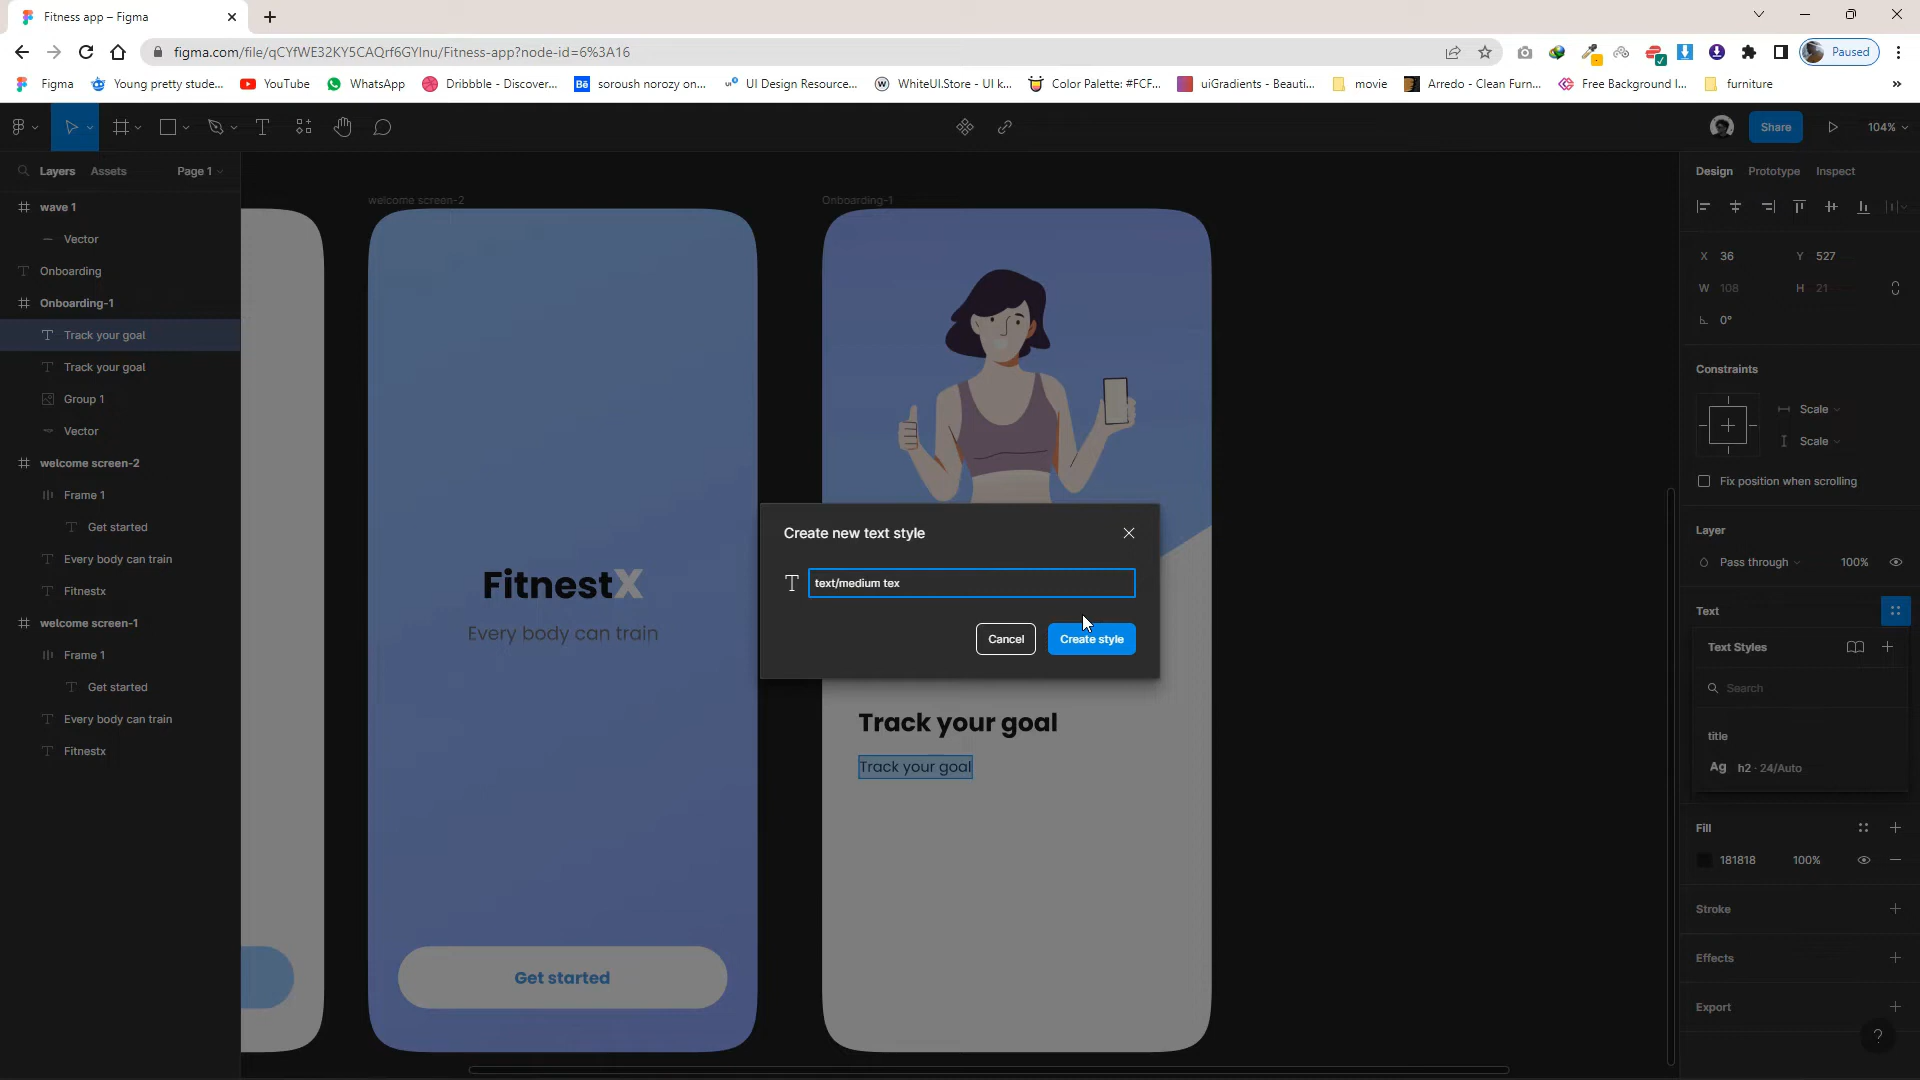 Fitness app – Figma
figma.com/file/qCYfWE32KY5CAQrf6GYlnu/Fitness-app?node-id=6%3A16
Paused
Figma
Young pretty stude...
YouTube
WhatsApp
Dribbble - Discover...
soroush norozy on...
UI Design Resource...
WhiteUI.Store - UI k...
Color Palette: #FCF...
uiGradients - Beauti...
movie
Arredo - Clean Furn...
Free Background I...
furniture
Share
104%
Layers
Assets
Page 1
wave 1
Vector
Onboarding
Onboarding-1
Track your goal
Track your goal
Group 1
Vector
welcome screen-2
Frame 1
Get started
Every body can train
Fitnestx
welcome screen-1
Frame 1
Get started
Every body can train
Fitnestx
welcome screen-2
FitnestX
Every body can train
Get started
Onboarding-1
Track your goal
Track your goal
Create new text style
text/medium tex
Cancel
Create style
Design
Prototype
Inspect
X 36
Y 527
W 108
H 21
0°
Constraints
Scale
Scale
Fix position when scrolling
Layer
Pass through
100%
Text
Text Styles
Search
title
Ag h2 · 24/Auto
Fill
181818
100%
Stroke
Effects
Export
?